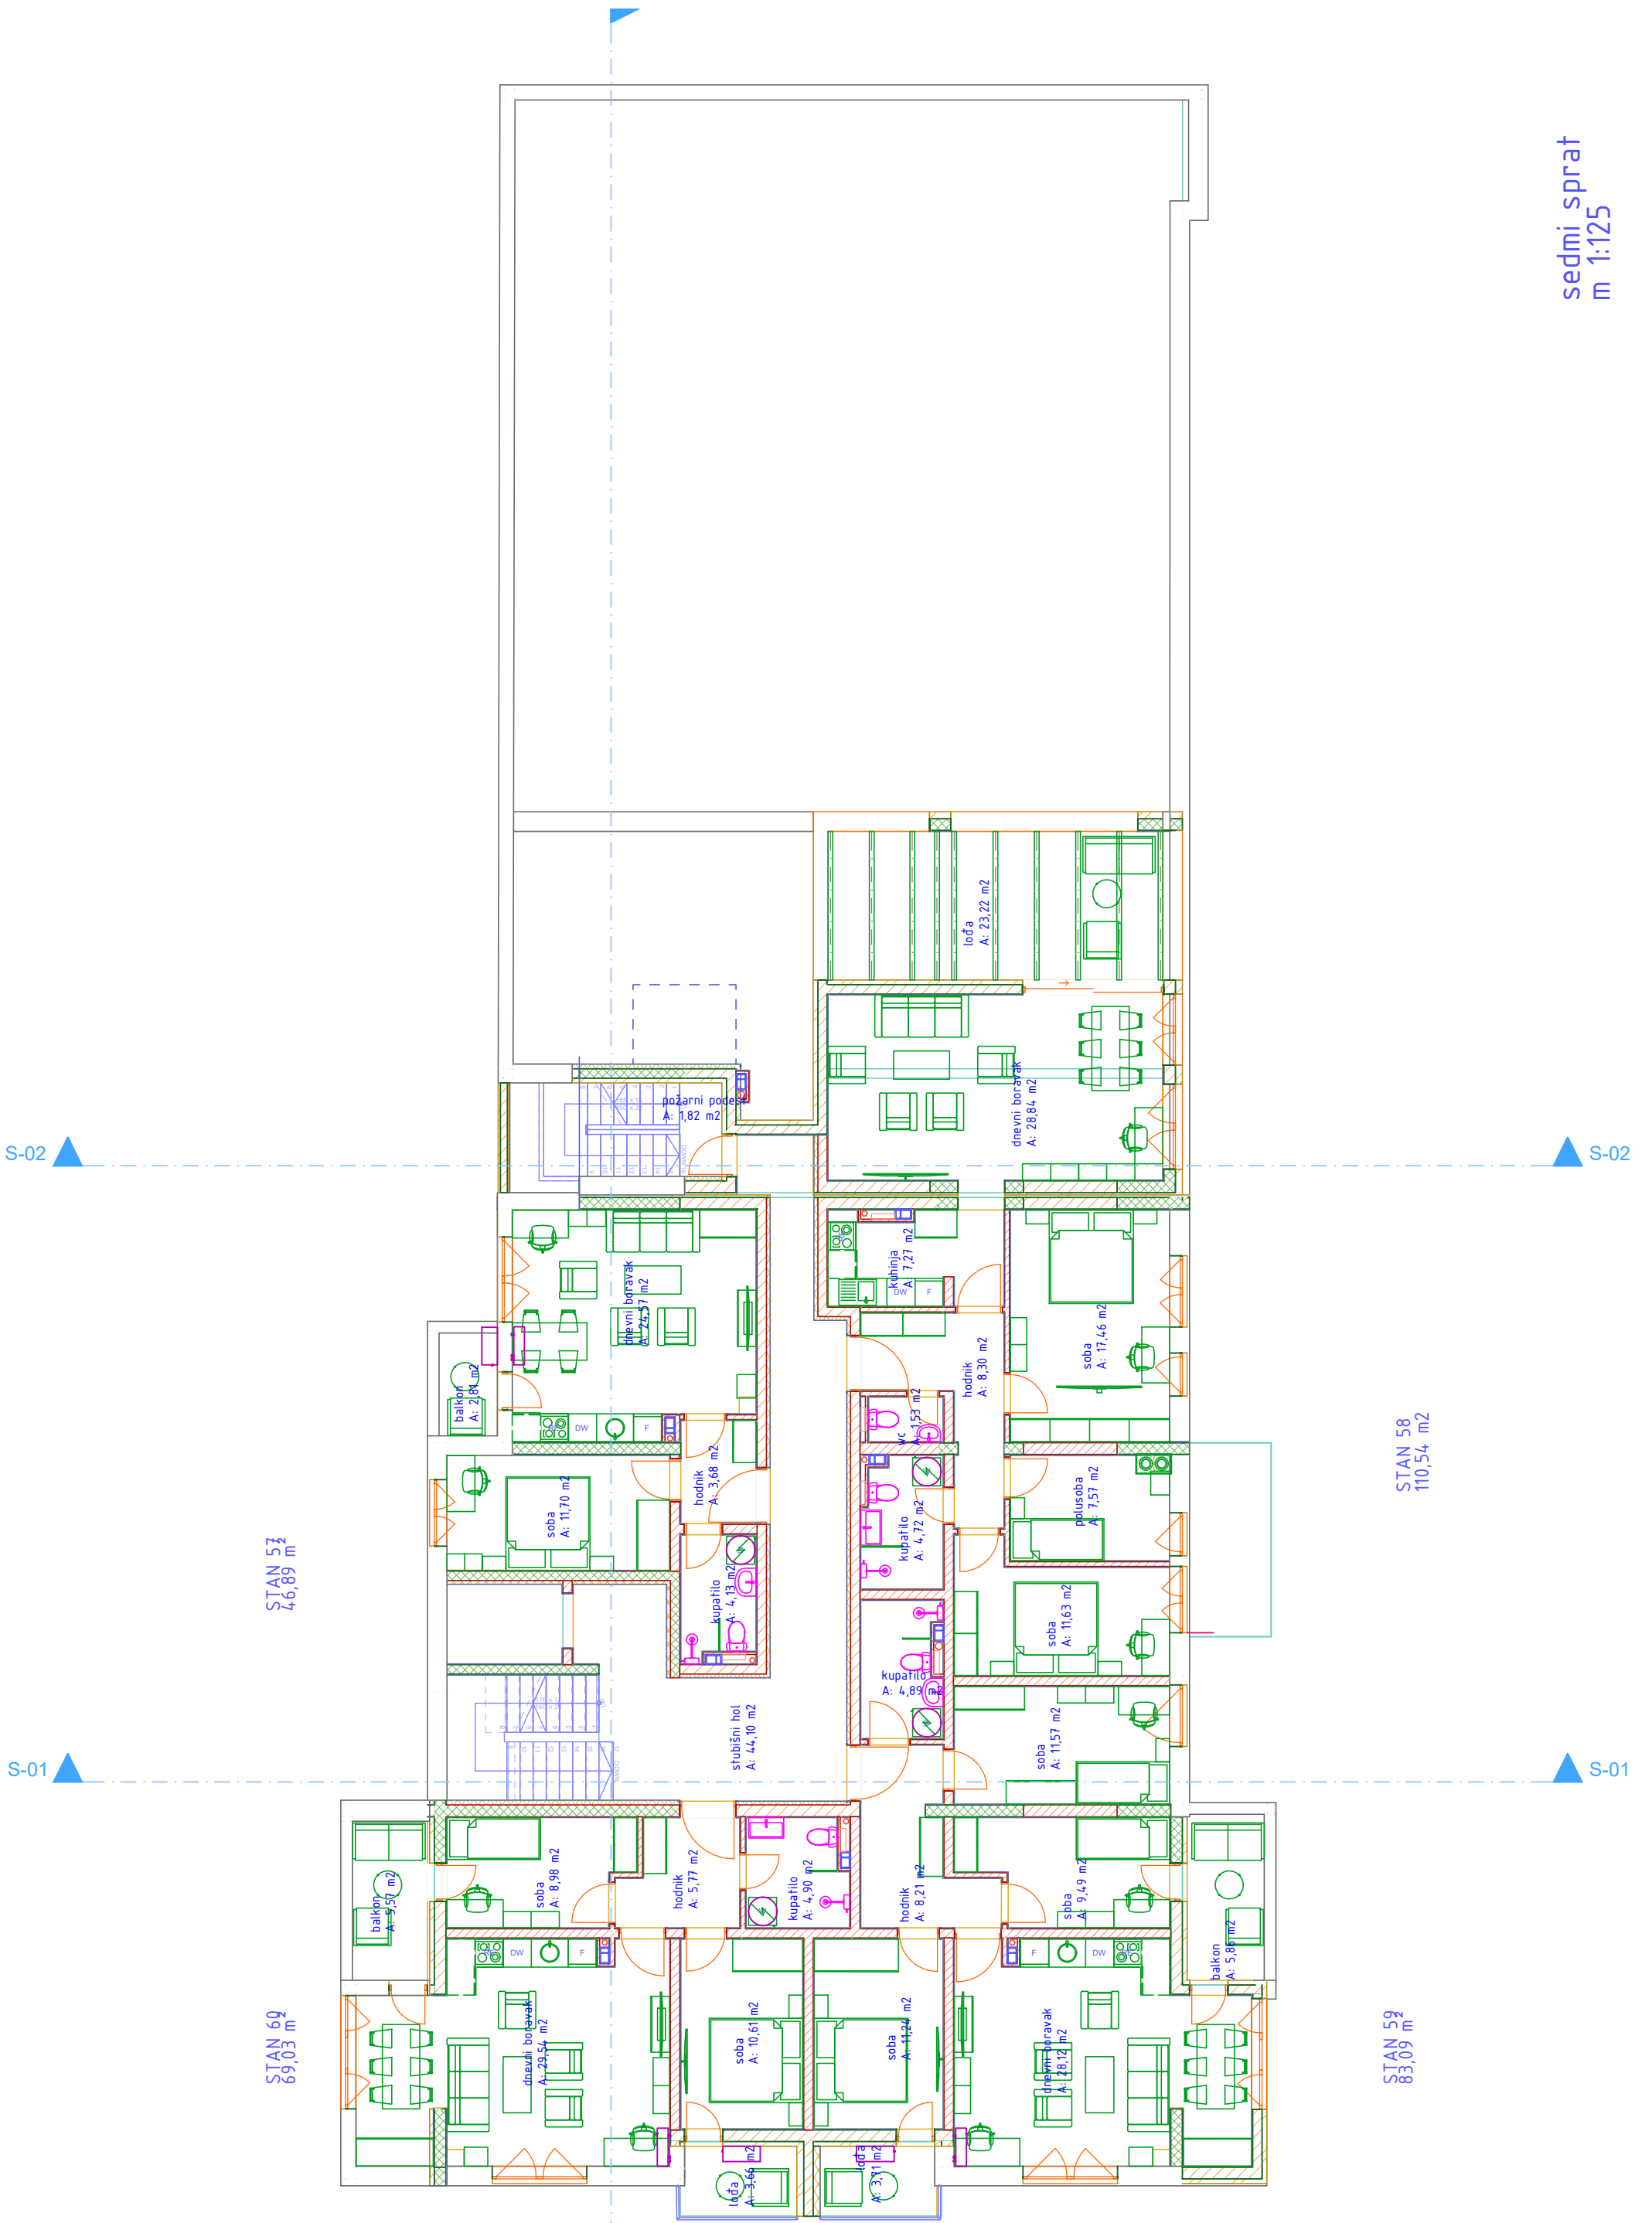 sedmi sprat
m 1:125
lođa
A: 23,22 m2
dnevni boravak
A: 28,84 m2
požarni podest
A: 1,82 m2
S-02
S-02
kuhinja
A: 7,27 m2
DW
F
dnevni boravak
A: 24,57 m2
soba
A: 17,46 m2
hodnik
A: 8,30 m2
balkon
A: 2,81 m2
DW
F
wc
A: 1,53 m2
STAN 58
110,54 m2
hodnik
A: 3,68 m2
soba
A: 11,70 m2
kupatilo
A: 4,72 m2
polusoba
A: 7,57 m2
STAN 57
46,89 m²
kupatilo
A: 4,13 m2
soba
A: 11,63 m2
kupatilo
A: 4,89 m2
stubišni hol
A: 44,10 m2
soba
A: 11,57 m2
S-01
S-01
balkon
A: 5,57 m2
soba
A: 8,98 m2
hodnik
A: 5,77 m2
kupatilo
A: 4,90 m2
hodnik
A: 8,21 m2
soba
A: 9,49 m2
balkon
A: 5,86 m2
DW
F
F
DW
STAN 60
69,03 m²
dnevni boravak
A: 29,54 m2
soba
A: 10,61 m2
soba
A: 11,24 m2
dnevni boravak
A: 28,12 m2
STAN 59
83,09 m²
lođa
A: 3,66 m2
lođa
A: 3,71 m2